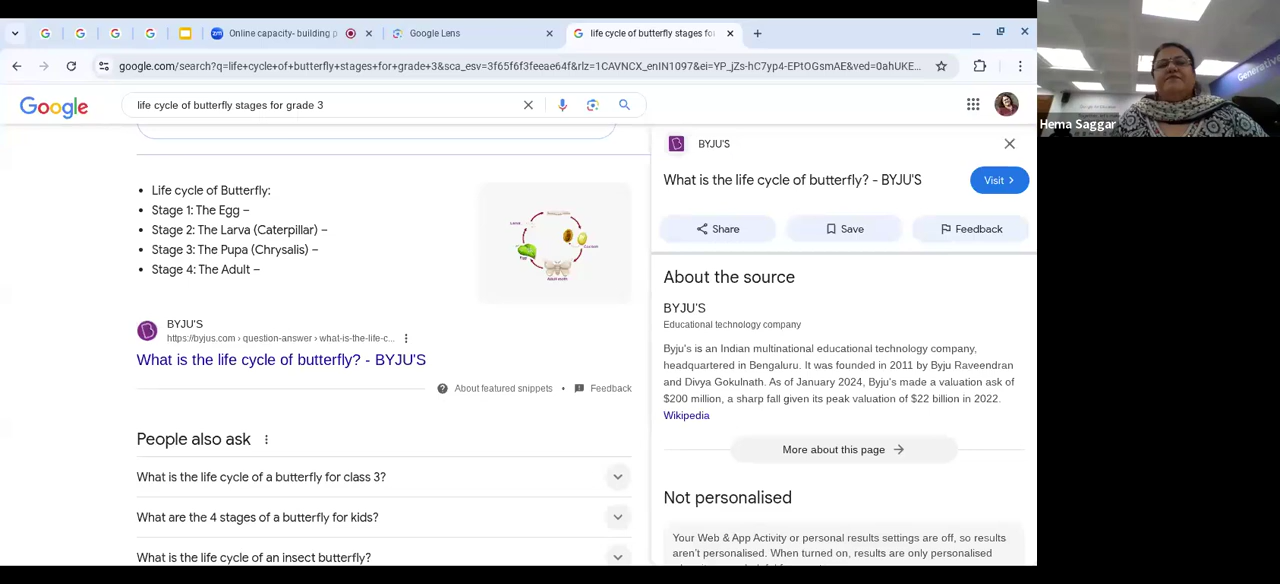 Online capacity- building p
Google Lens
life cycle of butterfly stages fo
google.com/search?q=life+cycle+of+butterfly+stages+for+grade+3&sca_esv=3f65f6f3feeae64f&rlz=1CAVNCX_enIN1097&ei=YP_jZs-hC7yp4-EPtOGsmAE&ved=0ahUKE...
Google
life cycle of butterfly stages for grade 3
Hema Saggar
BYJU'S
What is the life cycle of butterfly? - BYJU'S
Visit
Share
Save
Feedback
• Life cycle of Butterfly:
• Stage 1: The Egg –
• Stage 2: The Larva (Caterpillar) –
• Stage 3: The Pupa (Chrysalis) –
• Stage 4: The Adult –
BYJU'S
https://byjus.com › question-answer › what-is-the-life-c...
What is the life cycle of butterfly? - BYJU'S
About featured snippets • Feedback
People also ask
What is the life cycle of a butterfly for class 3?
What are the 4 stages of a butterfly for kids?
What is the life cycle of an insect butterfly?
About the source
BYJU'S
Educational technology company
Byju's is an Indian multinational educational technology company,
headquartered in Bengaluru. It was founded in 2011 by Byju Raveendran
and Divya Gokulnath. As of January 2024, Byju's made a valuation ask of
$200 million, a sharp fall given its peak valuation of $22 billion in 2022.
Wikipedia
More about this page
Not personalised
Your Web & App Activity or personal results settings are off, so results
aren't personalised. When turned on, results are only personalised